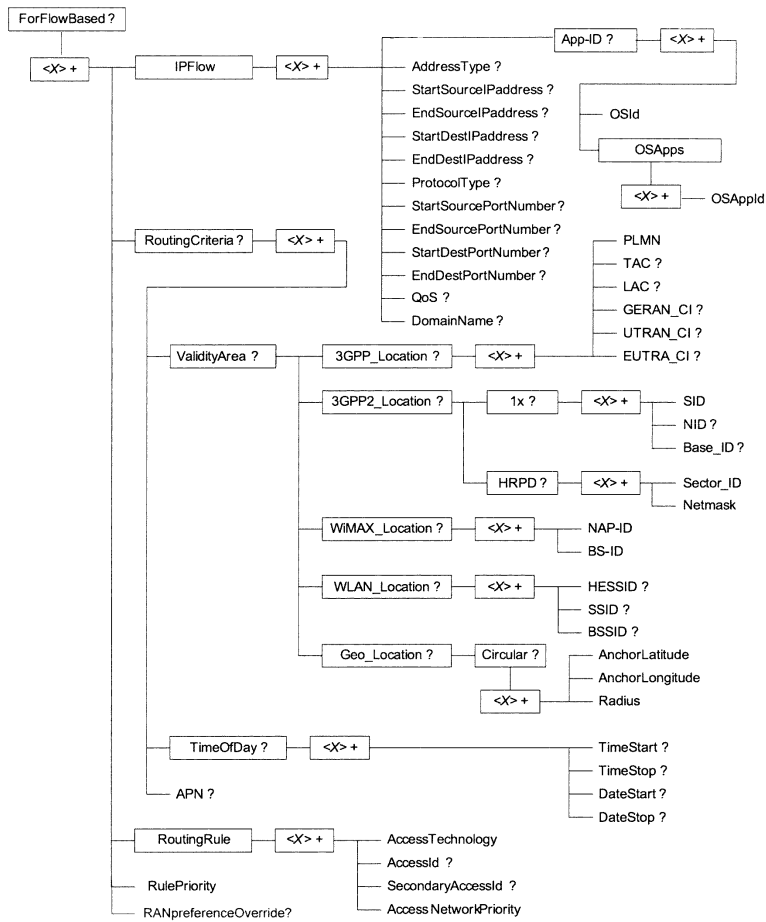 ForFlowBased ?
<X> +
IPFlow
<X> +
App-ID ?
<X> +
OSId
OSApps
<X> +
OSAppId
AddressType ?
StartSourceIPaddress ?
EndSourceIPaddress ?
StartDestIPaddress ?
EndDestIPaddress ?
ProtocolType ?
StartSourcePortNumber?
EndSourcePortNumber ?
StartDestPortNumber?
EndDestPortNumber ?
QoS ?
DomainName ?
RoutingCriteria ?
<X> +
ValidityArea ?
3GPP_Location ?
<X> +
PLMN
TAC ?
LAC ?
GERAN_CI ?
UTRAN_CI ?
EUTRA_CI ?
3GPP2_Location ?
1x ?
<X> +
SID
NID ?
Base_ID ?
HRPD ?
<X> +
Sector_ID
Netmask
WiMAX_Location ?
<X> +
NAP-ID
BS-ID
WLAN_Location ?
<X> +
HESSID ?
SSID ?
BSSID ?
Geo_Location ?
Circular ?
<X> +
AnchorLatitude
AnchorLongitude
Radius
TimeOfDay ?
<X> +
TimeStart ?
TimeStop ?
DateStart ?
DateStop ?
APN ?
RoutingRule
<X> +
AccessTechnology
AccessId ?
SecondaryAccessId ?
Access NetworkPriority
RulePriority
RANpreferenceOverride?